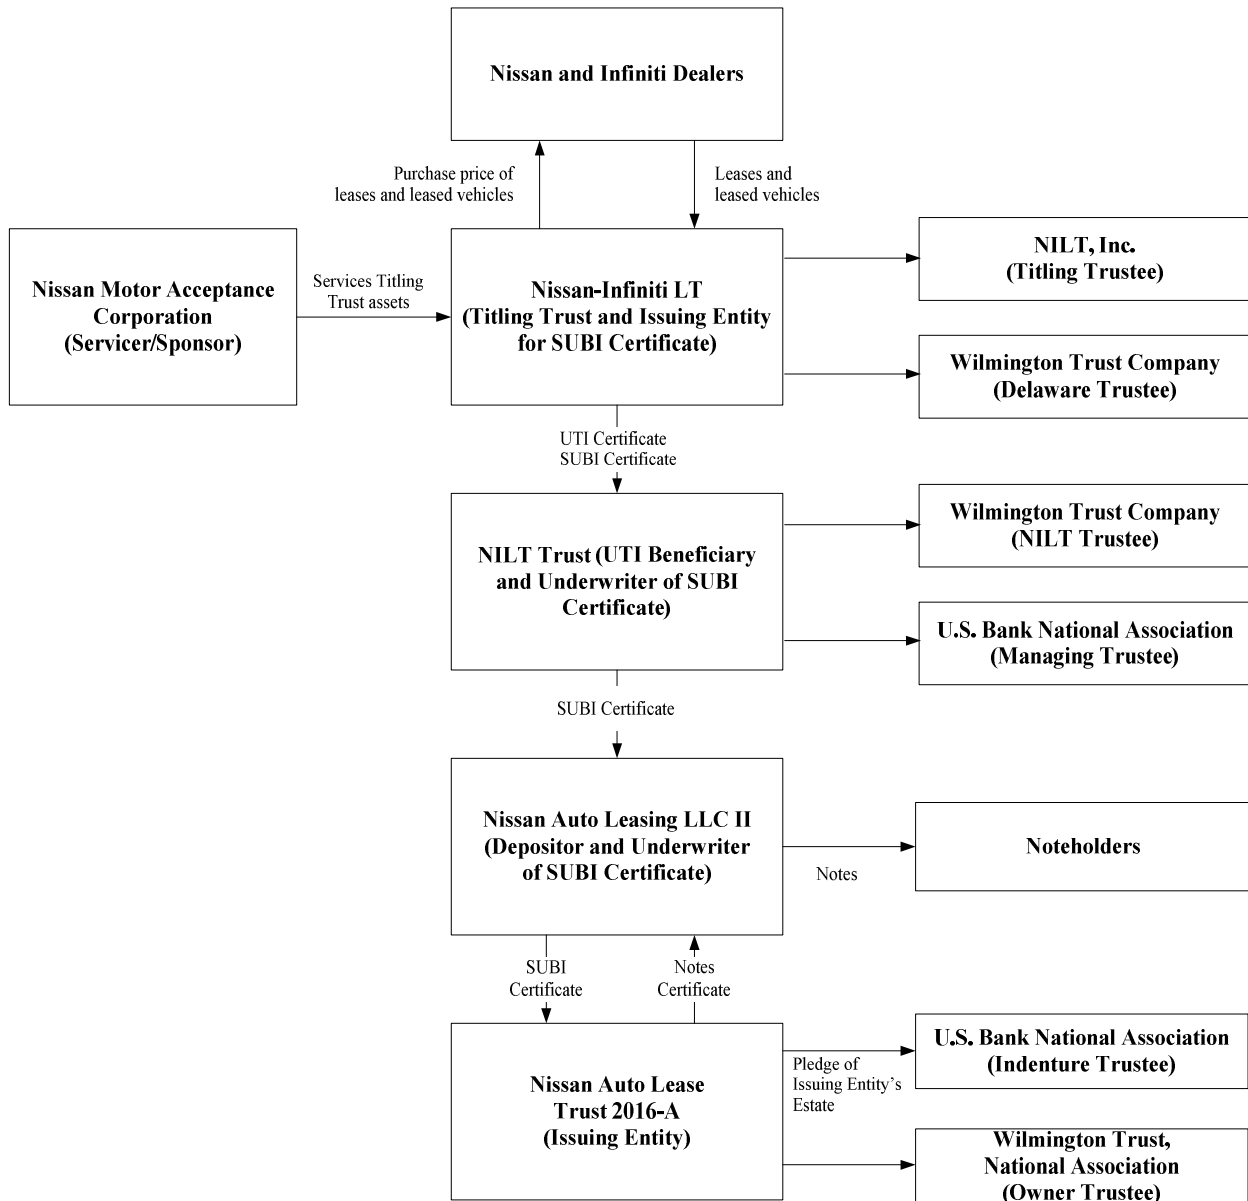 Nissan and Infiniti Dealers
Purchase price of
leases and leased vehicles
Leases and
leased vehicles
Nissan Motor Acceptance
Corporation
(Servicer/Sponsor)
Services Titling
Trust assets
Nissan-Infiniti LT
(Titling Trust and Issuing Entity
for SUBI Certificate)
NILT, Inc.
(Titling Trustee)
Wilmington Trust Company
(Delaware Trustee)
UTI Certificate
SUBI Certificate
NILT Trust (UTI Beneficiary
and Underwriter of SUBI
Certificate)
Wilmington Trust Company
(NILT Trustee)
U.S. Bank National Association
(Managing Trustee)
SUBI Certificate
Nissan Auto Leasing LLC II
(Depositor and Underwriter
of SUBI Certificate)
Notes
Noteholders
SUBI
Certificate
Notes
Certificate
Nissan Auto Lease
Trust 2016-A
(Issuing Entity)
Pledge of
Issuing Entity's
Estate
U.S. Bank National Association
(Indenture Trustee)
Wilmington Trust,
National Association
(Owner Trustee)